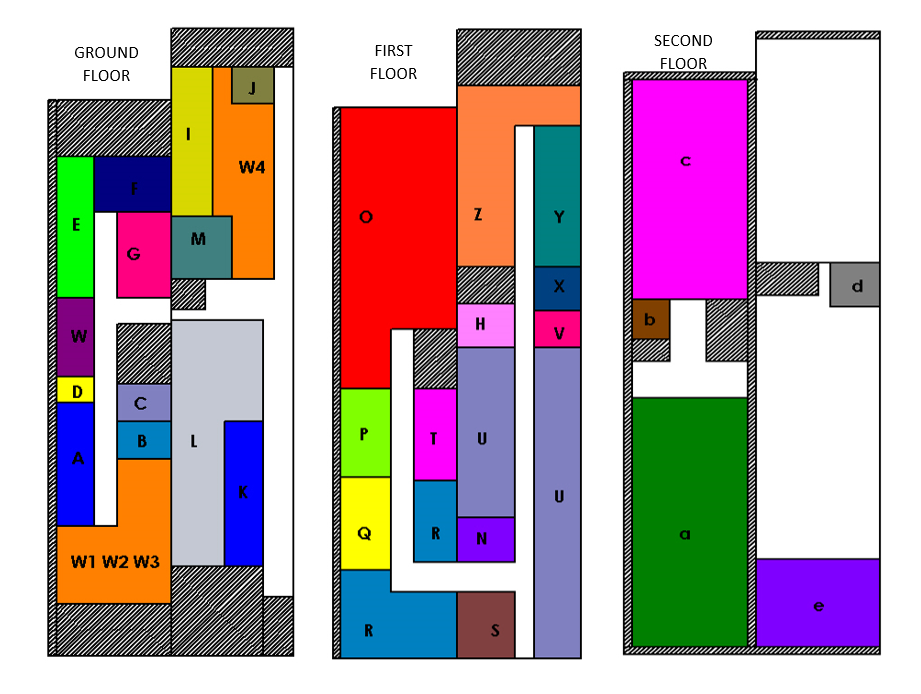 GROUND
FLOOR
J
I
W4
F
E
G
M
W
D
C
B
A
L
K
W1 W2 W3
FIRST
FLOOR
O
Z
Y
X
H
V
P
T
U
U
Q
R
N
R
S
SECOND
FLOOR
c
d
b
a
e